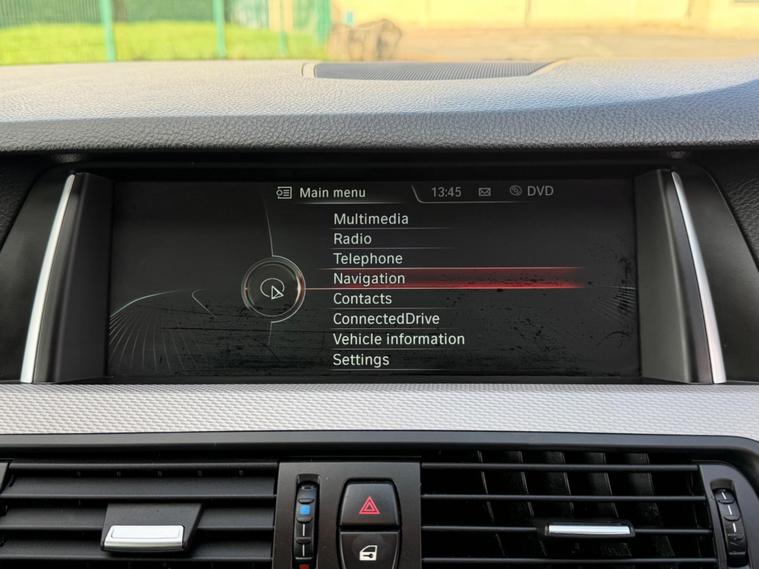 Main menu 13:45 DVD
Multimedia
Radio
Telephone
Navigation
Contacts
ConnectedDrive
Vehicle information
Settings